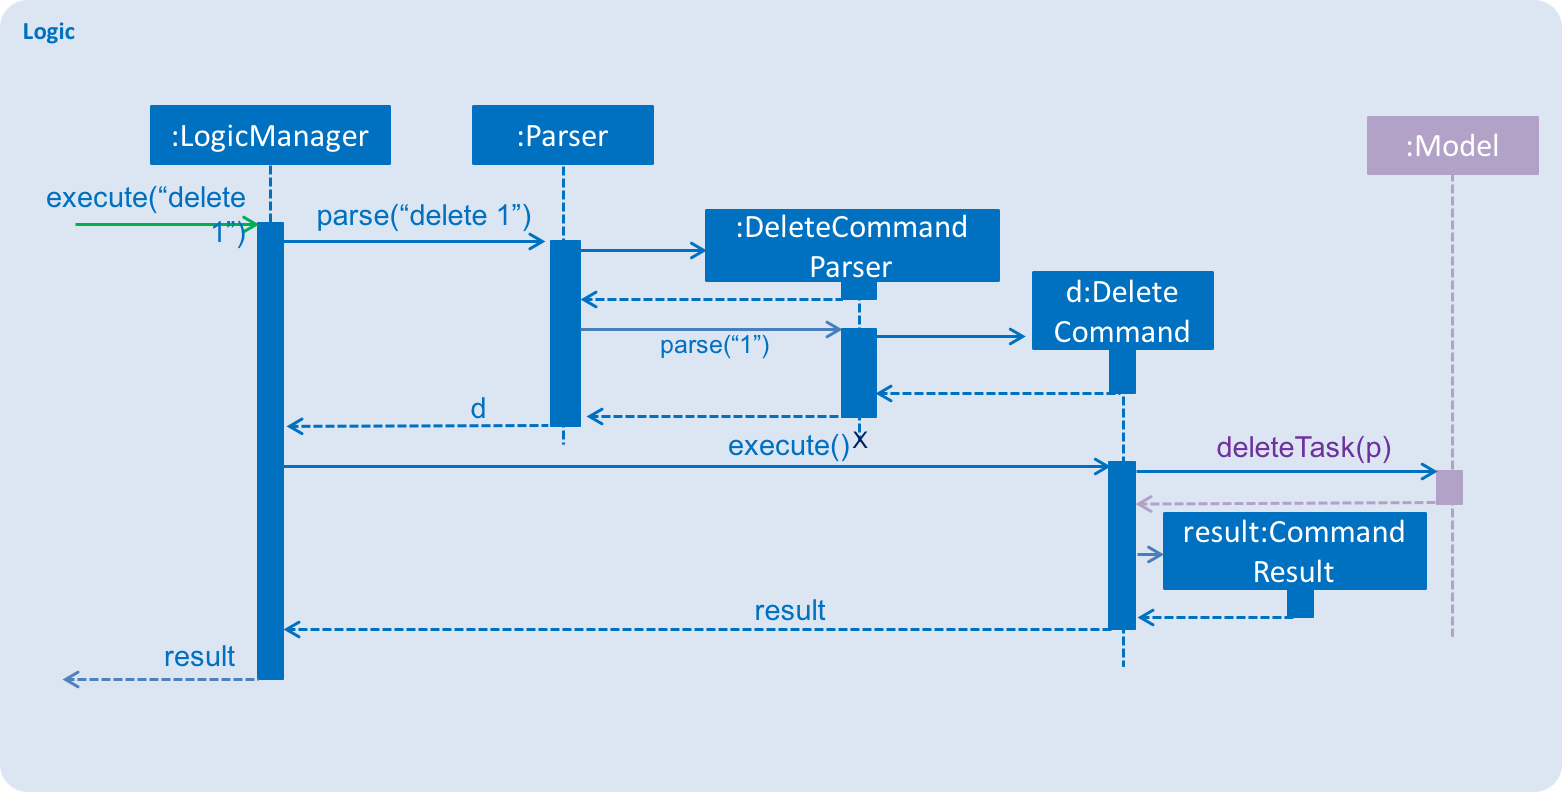 Logic
:LogicManager
:Parser
:Model
execute(“delete
1”)
parse(“delete 1”)
:DeleteCommand
Parser
d:Delete
Command
parse(“1”)
d
execute()
X
deleteTask(p)
result:Command
Result
result
result